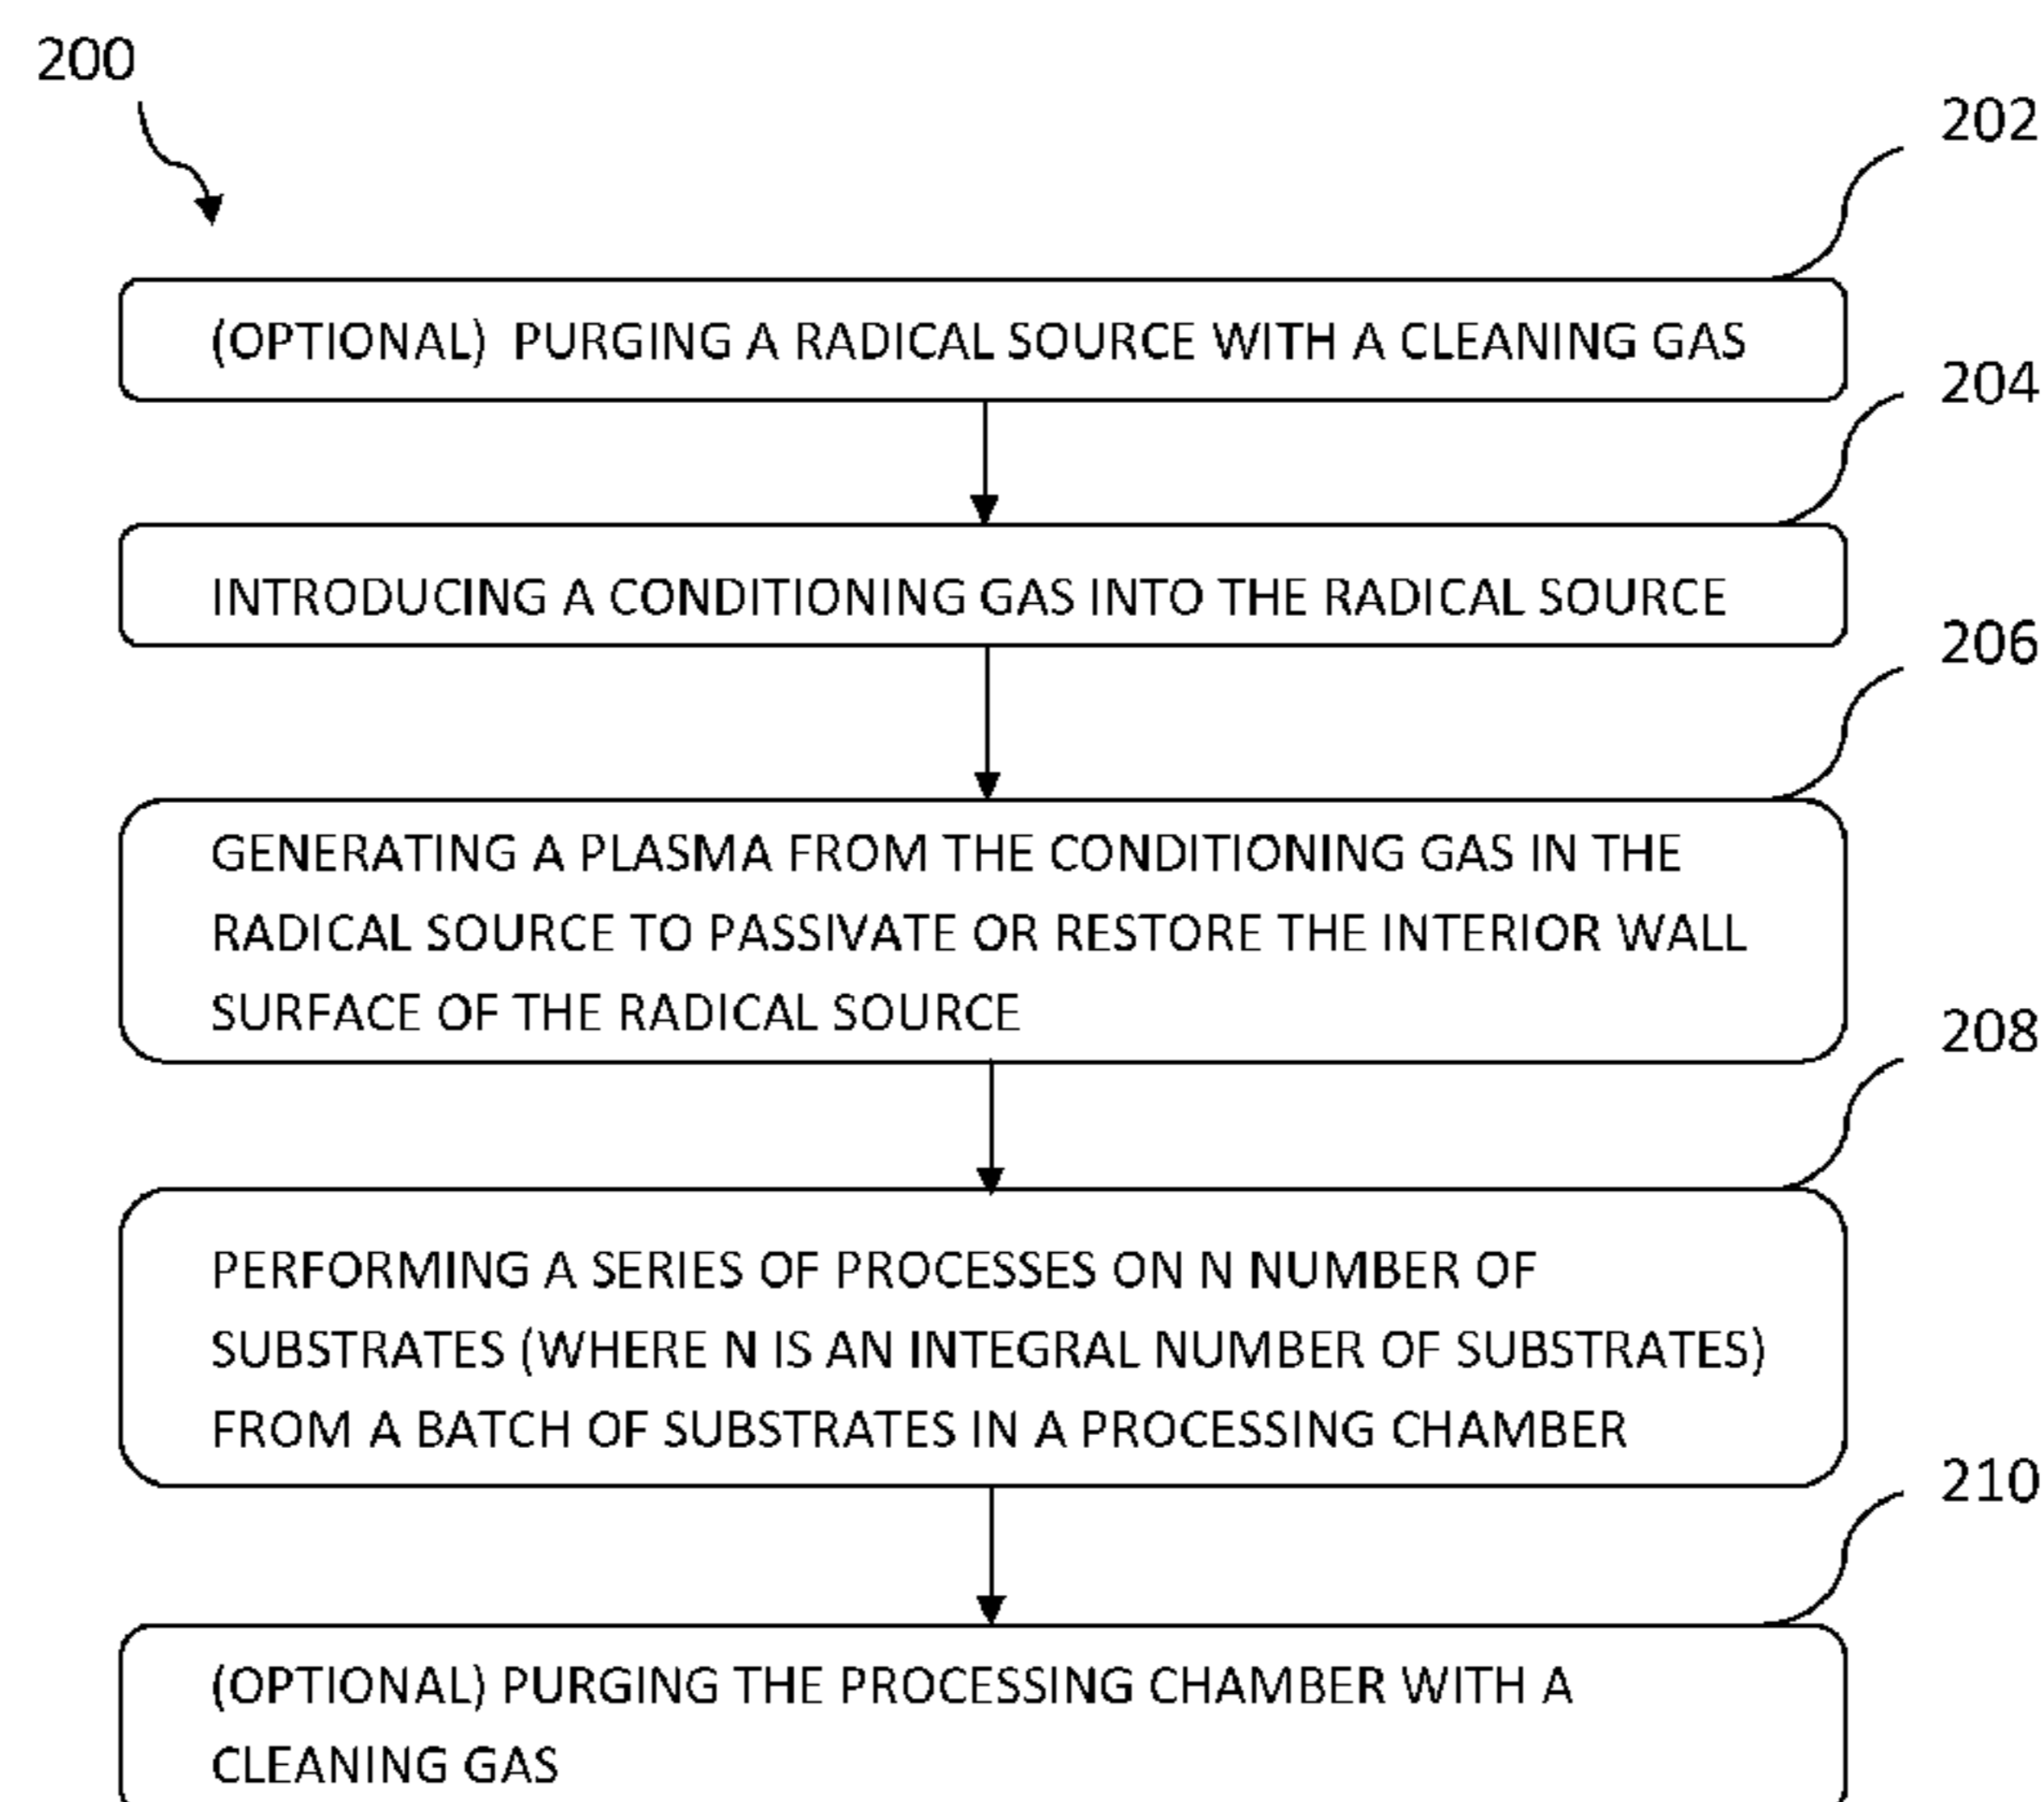 200
202
(OPTIONAL) PURGING A RADICAL SOURCE WITH A CLEANING GAS
204
INTRODUCING A CONDITIONING GAS INTO THE RADICAL SOURCE
206
GENERATING A PLASMA FROM THE CONDITIONING GAS IN THE
RADICAL SOURCE TO PASSIVATE OR RESTORE THE INTERIOR WALL
SURFACE OF THE RADICAL SOURCE
208
PERFORMING A SERIES OF PROCESSES ON N NUMBER OF
SUBSTRATES (WHERE N IS AN INTEGRAL NUMBER OF SUBSTRATES)
FROM A BATCH OF SUBSTRATES IN A PROCESSING CHAMBER
210
(OPTIONAL) PURGING THE PROCESSING CHAMBER WITH A
CLEANING GAS